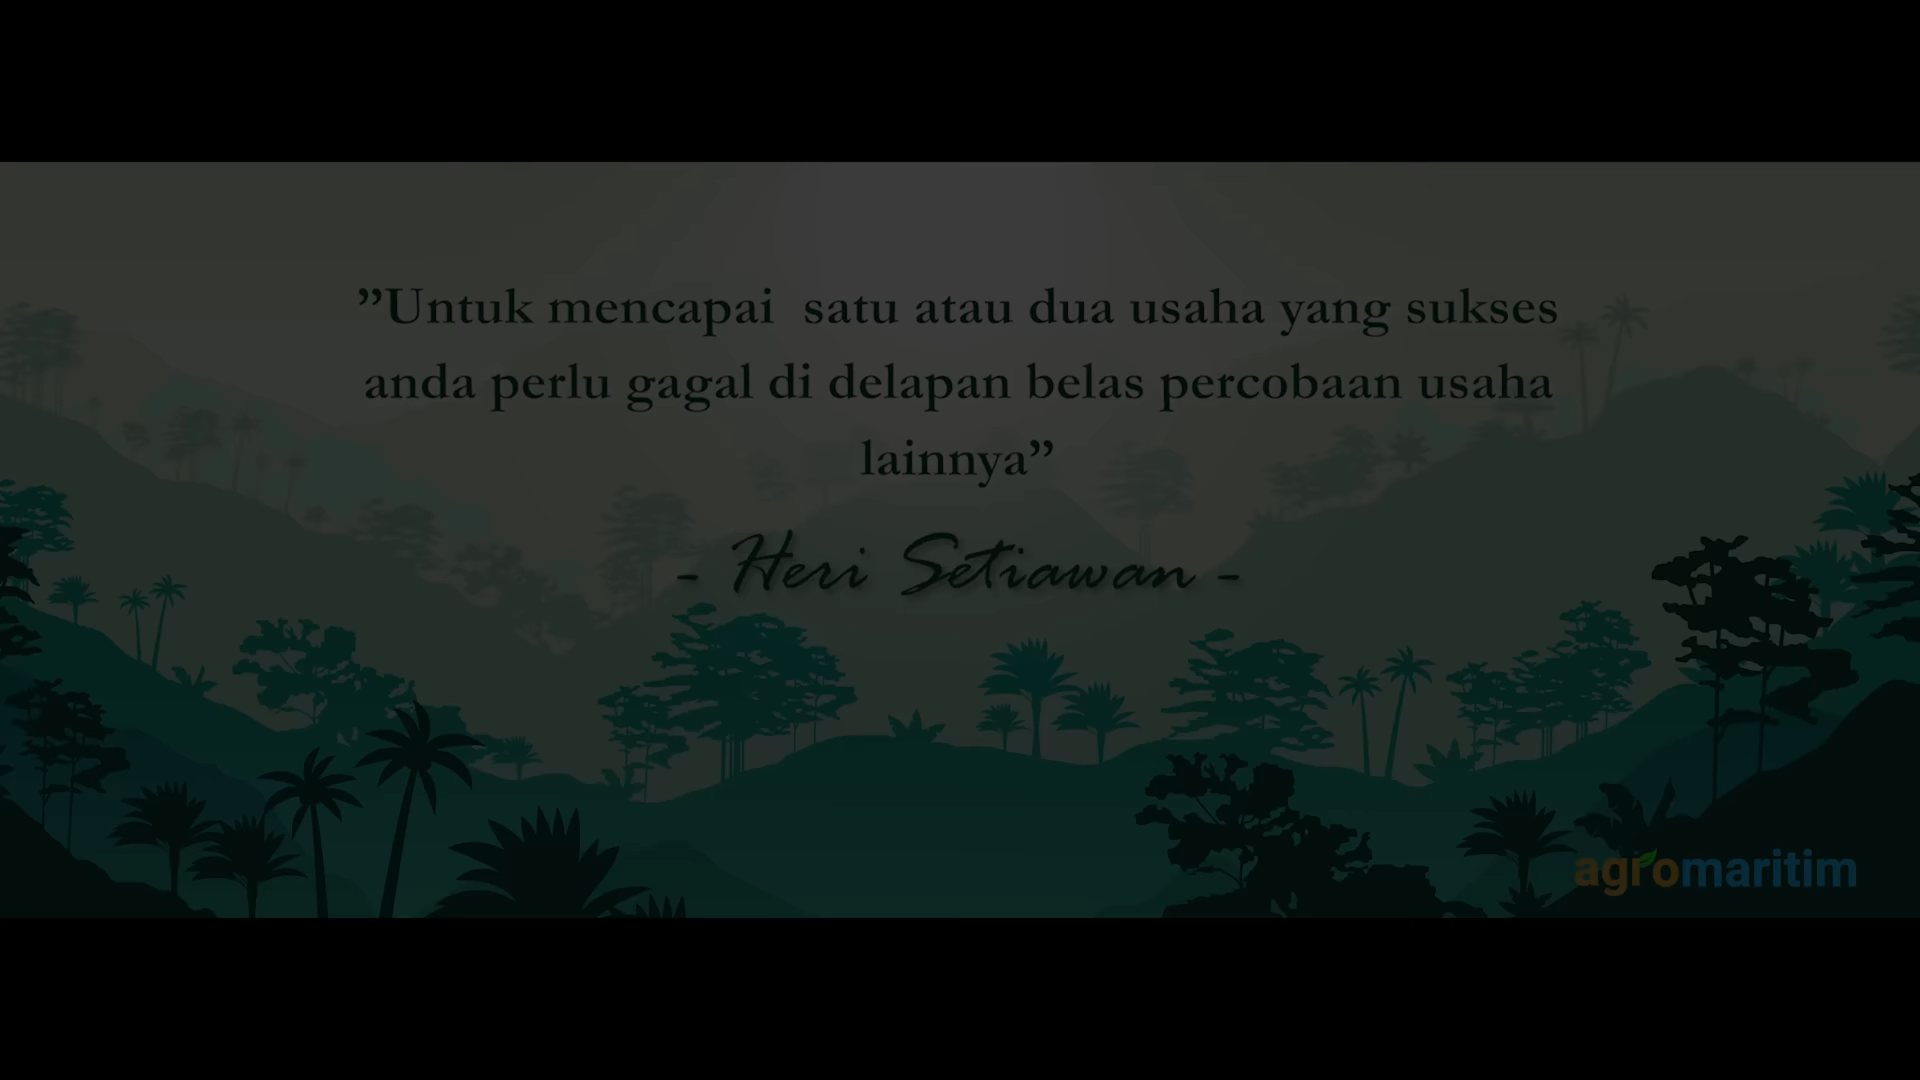 ”Untuk mencapai satu atau dua usaha yang sukses
anda perlu gagal di delapan belas percobaan usaha
lainnya”
- Heri Setiawan -
agromaritim